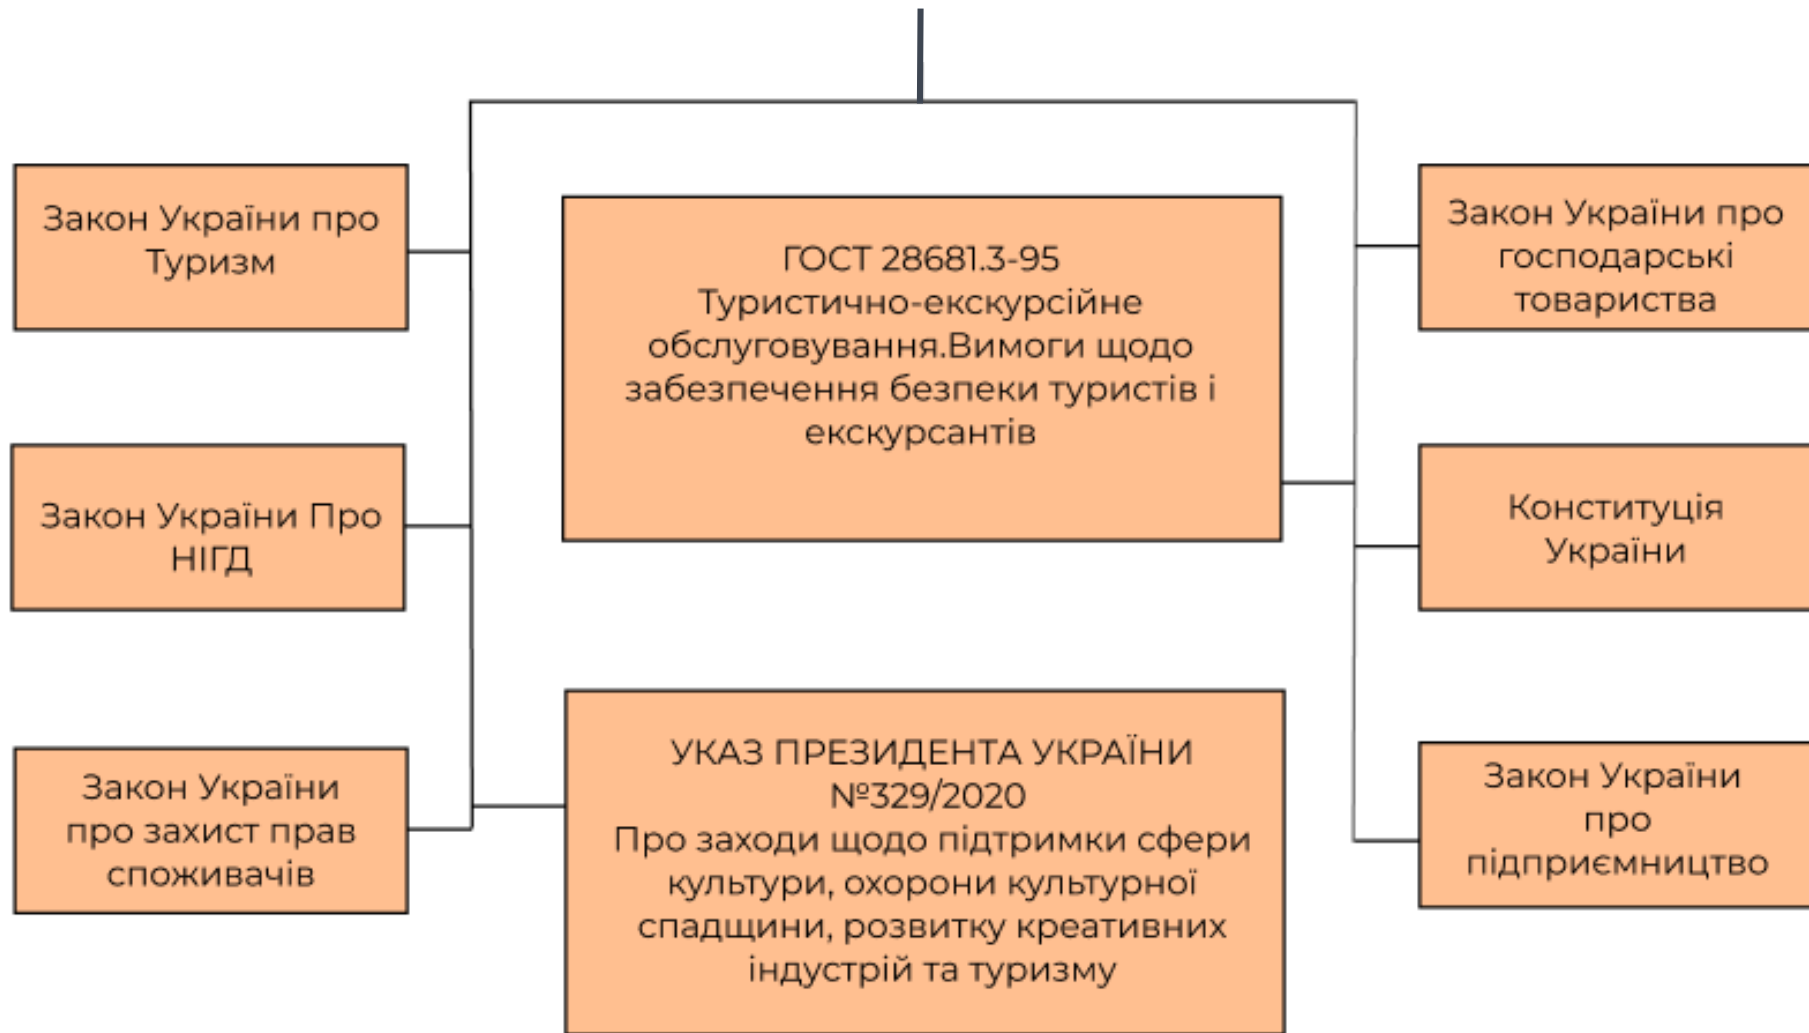 Закон України про
Туризм
ГОСТ 28681.3-95
Туристично-екскурсійне
обслуговування.Вимоги щодо
забезпечення безпеки туристів і
екскурсантів
Закон України про
господарські
товариства
Закон України Про
НІГД
Конституція
України
Закон України
про захист прав
споживачів
УКАЗ ПРЕЗИДЕНТА УКРАЇНИ
№329/2020
Про заходи щодо підтримки сфери
культури, охорони культурної
спадщини, розвитку креативних
індустрій та туризму
Закон України
про
підприємництво